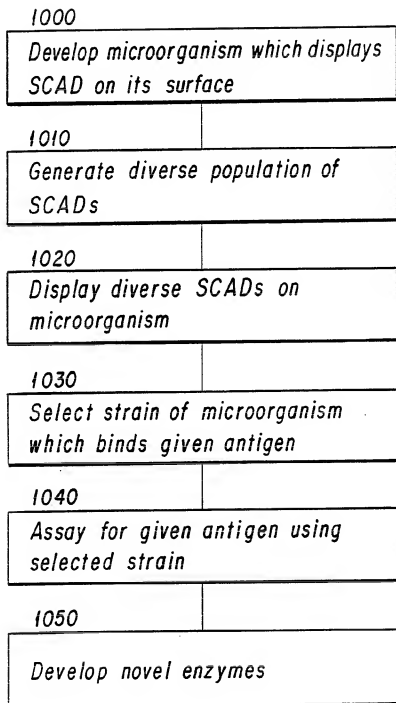 1000
Develop microorganism which displays
SCAD on its surface
1010
Generate diverse population of
SCADs
1020
Display diverse SCADs on
microorganism
1030
Select strain of microorganism
which binds given antigen
1040
Assay for given antigen using
selected strain
1050
Develop novel enzymes